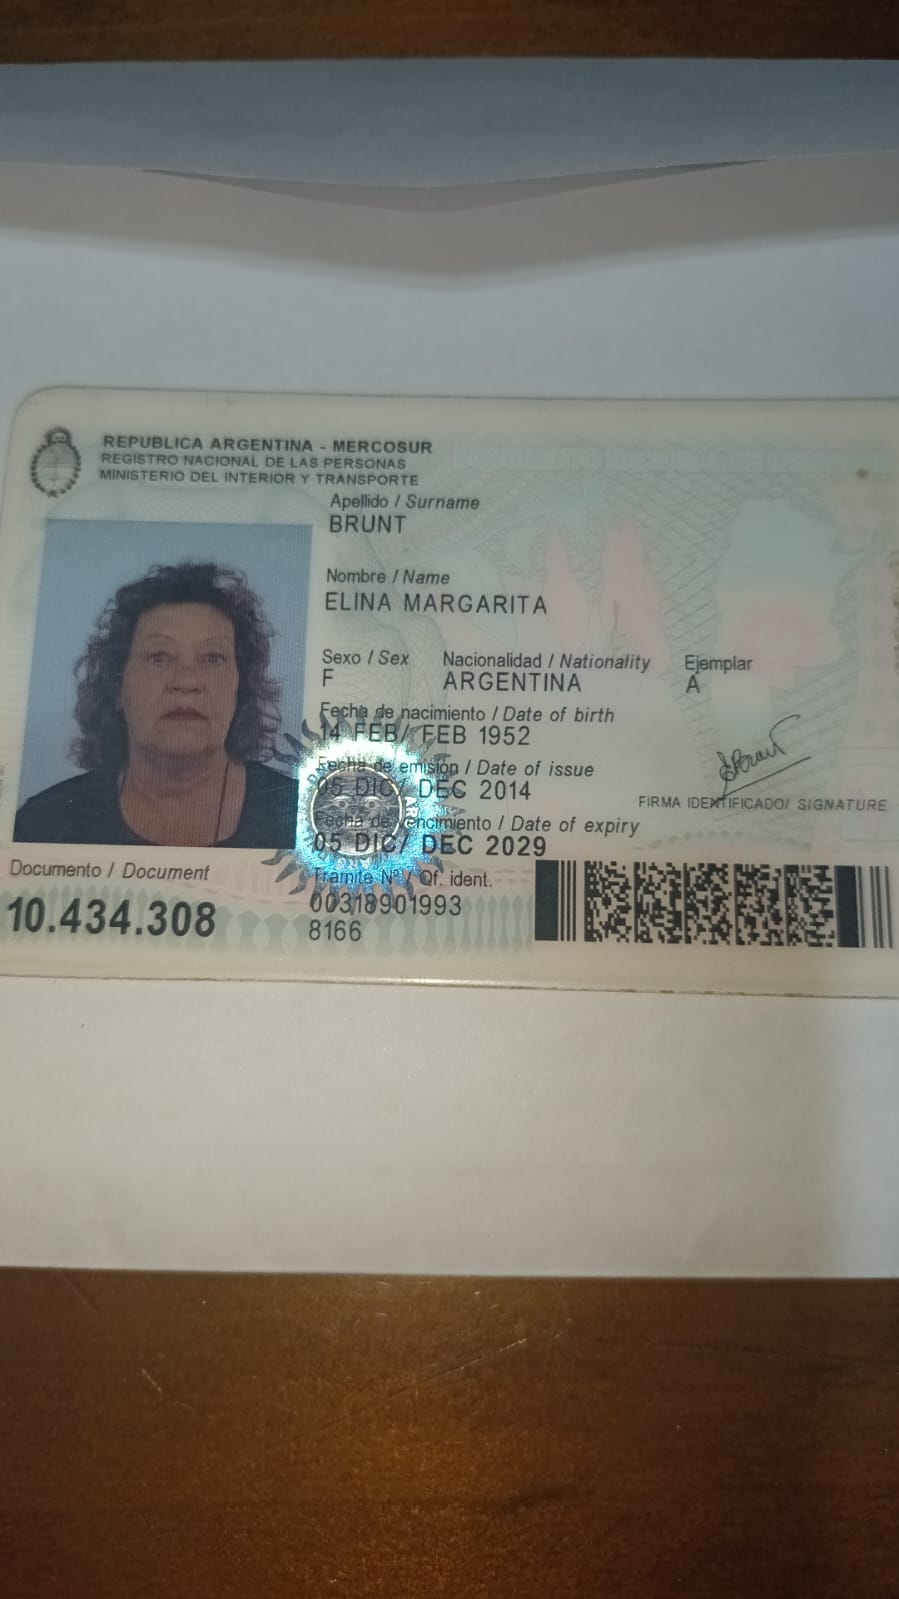 REPUBLICA ARGENTINA - MERCOSUR
REGISTRO NACIONAL DE LAS PERSONAS
MINISTERIO DEL INTERIOR Y TRANSPORTE
Apellido / Surname
BRUNT
Nombre / Name
ELINA MARGARITA
Sexo / Sex Nacionalidad / Nationality Ejemplar
F ARGENTINA A
Fecha de nacimiento / Date of birth
14 FEB/ FEB 1952
Fecha de emisión / Date of issue
05 DIC/ DEC 2014
FIRMA IDENTIFICADO/ SIGNATURE
Fecha de vencimiento / Date of expiry
05 DIC/ DEC 2029
Documento / Document
10.434.308
Tramite Nº / Of. ident.
00318901993
8166